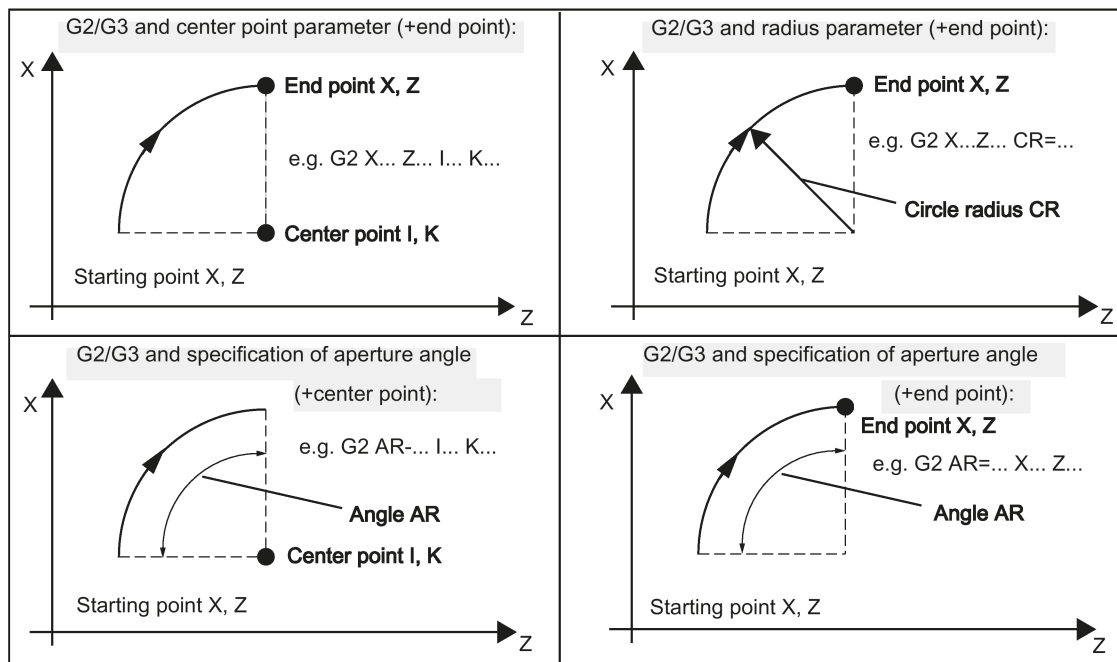 G2/G3 and center point parameter (+end point):
X
End point X, Z
e.g. G2 X... Z... I... K...
Center point I, K
Starting point X, Z
Z
G2/G3 and radius parameter (+end point):
X
End point X, Z
e.g. G2 X...Z... CR=...
Circle radius CR
Starting point X, Z
Z
G2/G3 and specification of aperture angle
(+center point):
X
e.g. G2 AR-... I... K...
Angle AR
Center point I, K
Starting point X, Z
Z
G2/G3 and specification of aperture angle
(+end point):
X
End point X, Z
e.g. G2 AR=... X... Z...
Angle AR
Starting point X, Z
Z